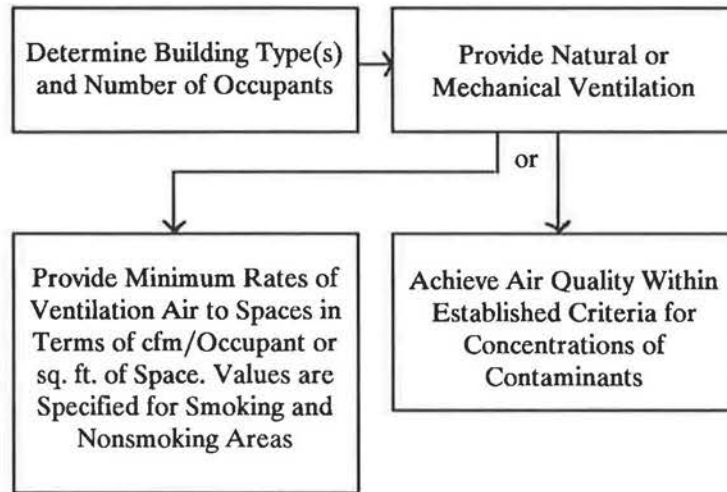 Determine Building Type(s)
and Number of Occupants
Provide Natural or
Mechanical Ventilation
or
Provide Minimum Rates of
Ventilation Air to Spaces in
Terms of cfm/Occupant or
sq. ft. of Space. Values are
Specified for Smoking and
Nonsmoking Areas
Achieve Air Quality Within
Established Criteria for
Concentrations of
Contaminants